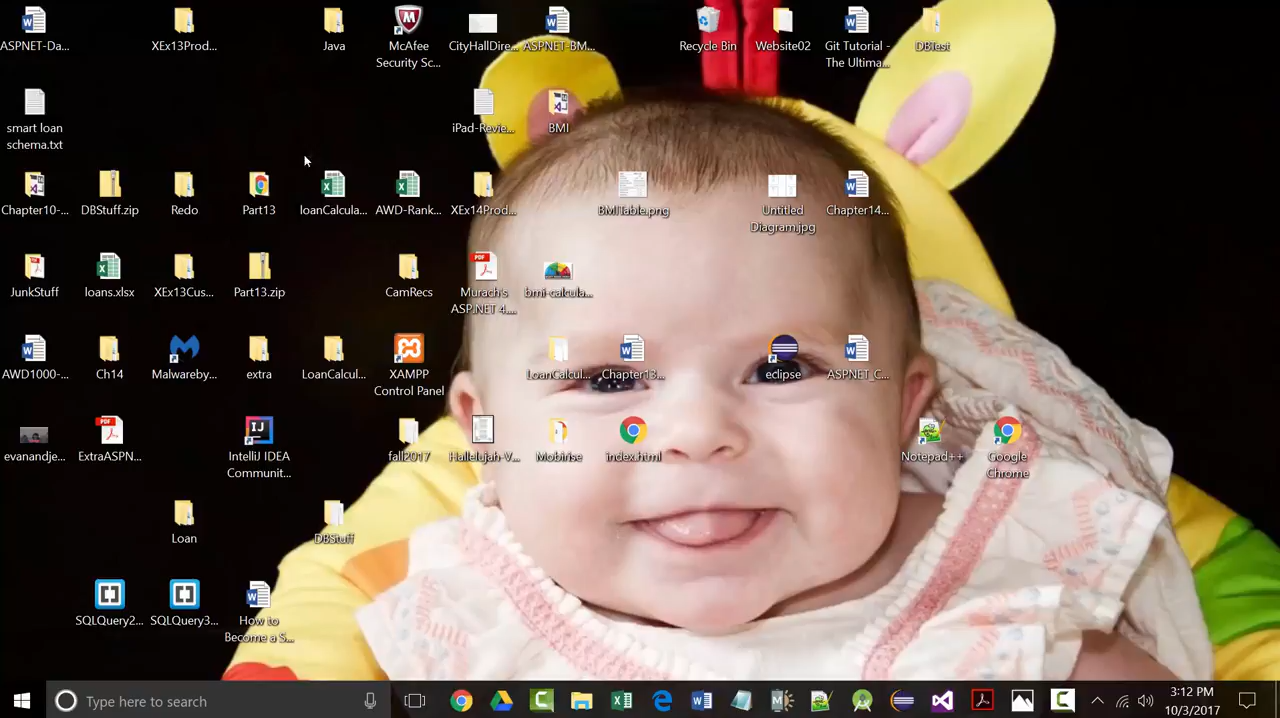 ASPNET-Da...
XEx13Prod...
Java
McAfee
Security Sc...
CityHallDire...
ASPNET-BM...
Recycle Bin
Website02
Git Tutorial -
The Ultima...
DBTest
smart loan
schema.txt
iPad-Revie...
BMI
Chapter10-...
DBStuff.zip
Redo
Part13
loanCalcula...
AWD-Rank...
XEx14Prod...
BMITable.png
Untitled
Diagram.jpg
Chapter14...
JunkStuff
loans.xlsx
XEx13Cus...
Part13.zip
CamRecs
Murach's
ASP.NET 4....
bmi-calcula...
AWD1000-...
Ch14
Malwareby...
extra
LoanCalcul...
XAMPP
Control Panel
LoanCalcul...
Chapter13...
eclipse
ASPNET_C...
evanandje...
ExtraASPN...
IntelliJ IDEA
Communit...
fall2017
Hallelujah-V...
Mobirise
index.html
Notepad++
Google
Chrome
Loan
DBStuff
SQLQuery2...
SQLQuery3...
How to
Become a S...
Type here to search
3:12 PM
10/3/2017